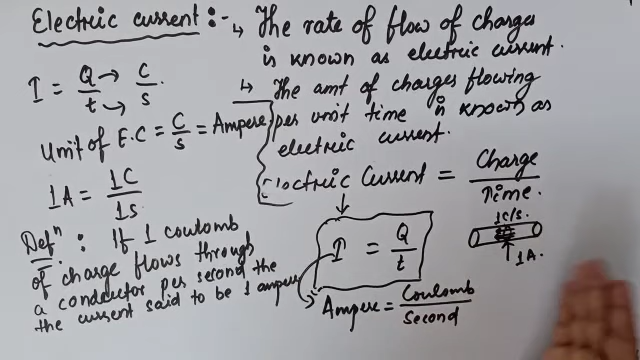 Electric current :- ↳ The rate of flow of charges
is known as electric current.
↳ The amt of charges flowing
per unit time is known as
electric current.
I = Q/t → C/s.
Unit of E.C = C/s = Ampere
1A = 1C/1S
Electric Current = Charge/Time.
I = Q/t
Ampere = Coulomb/Second
1C/s.
1A.
Defⁿ : If 1 coulomb
of charge flows through
a conductor per second the
the current said to be 1 ampere